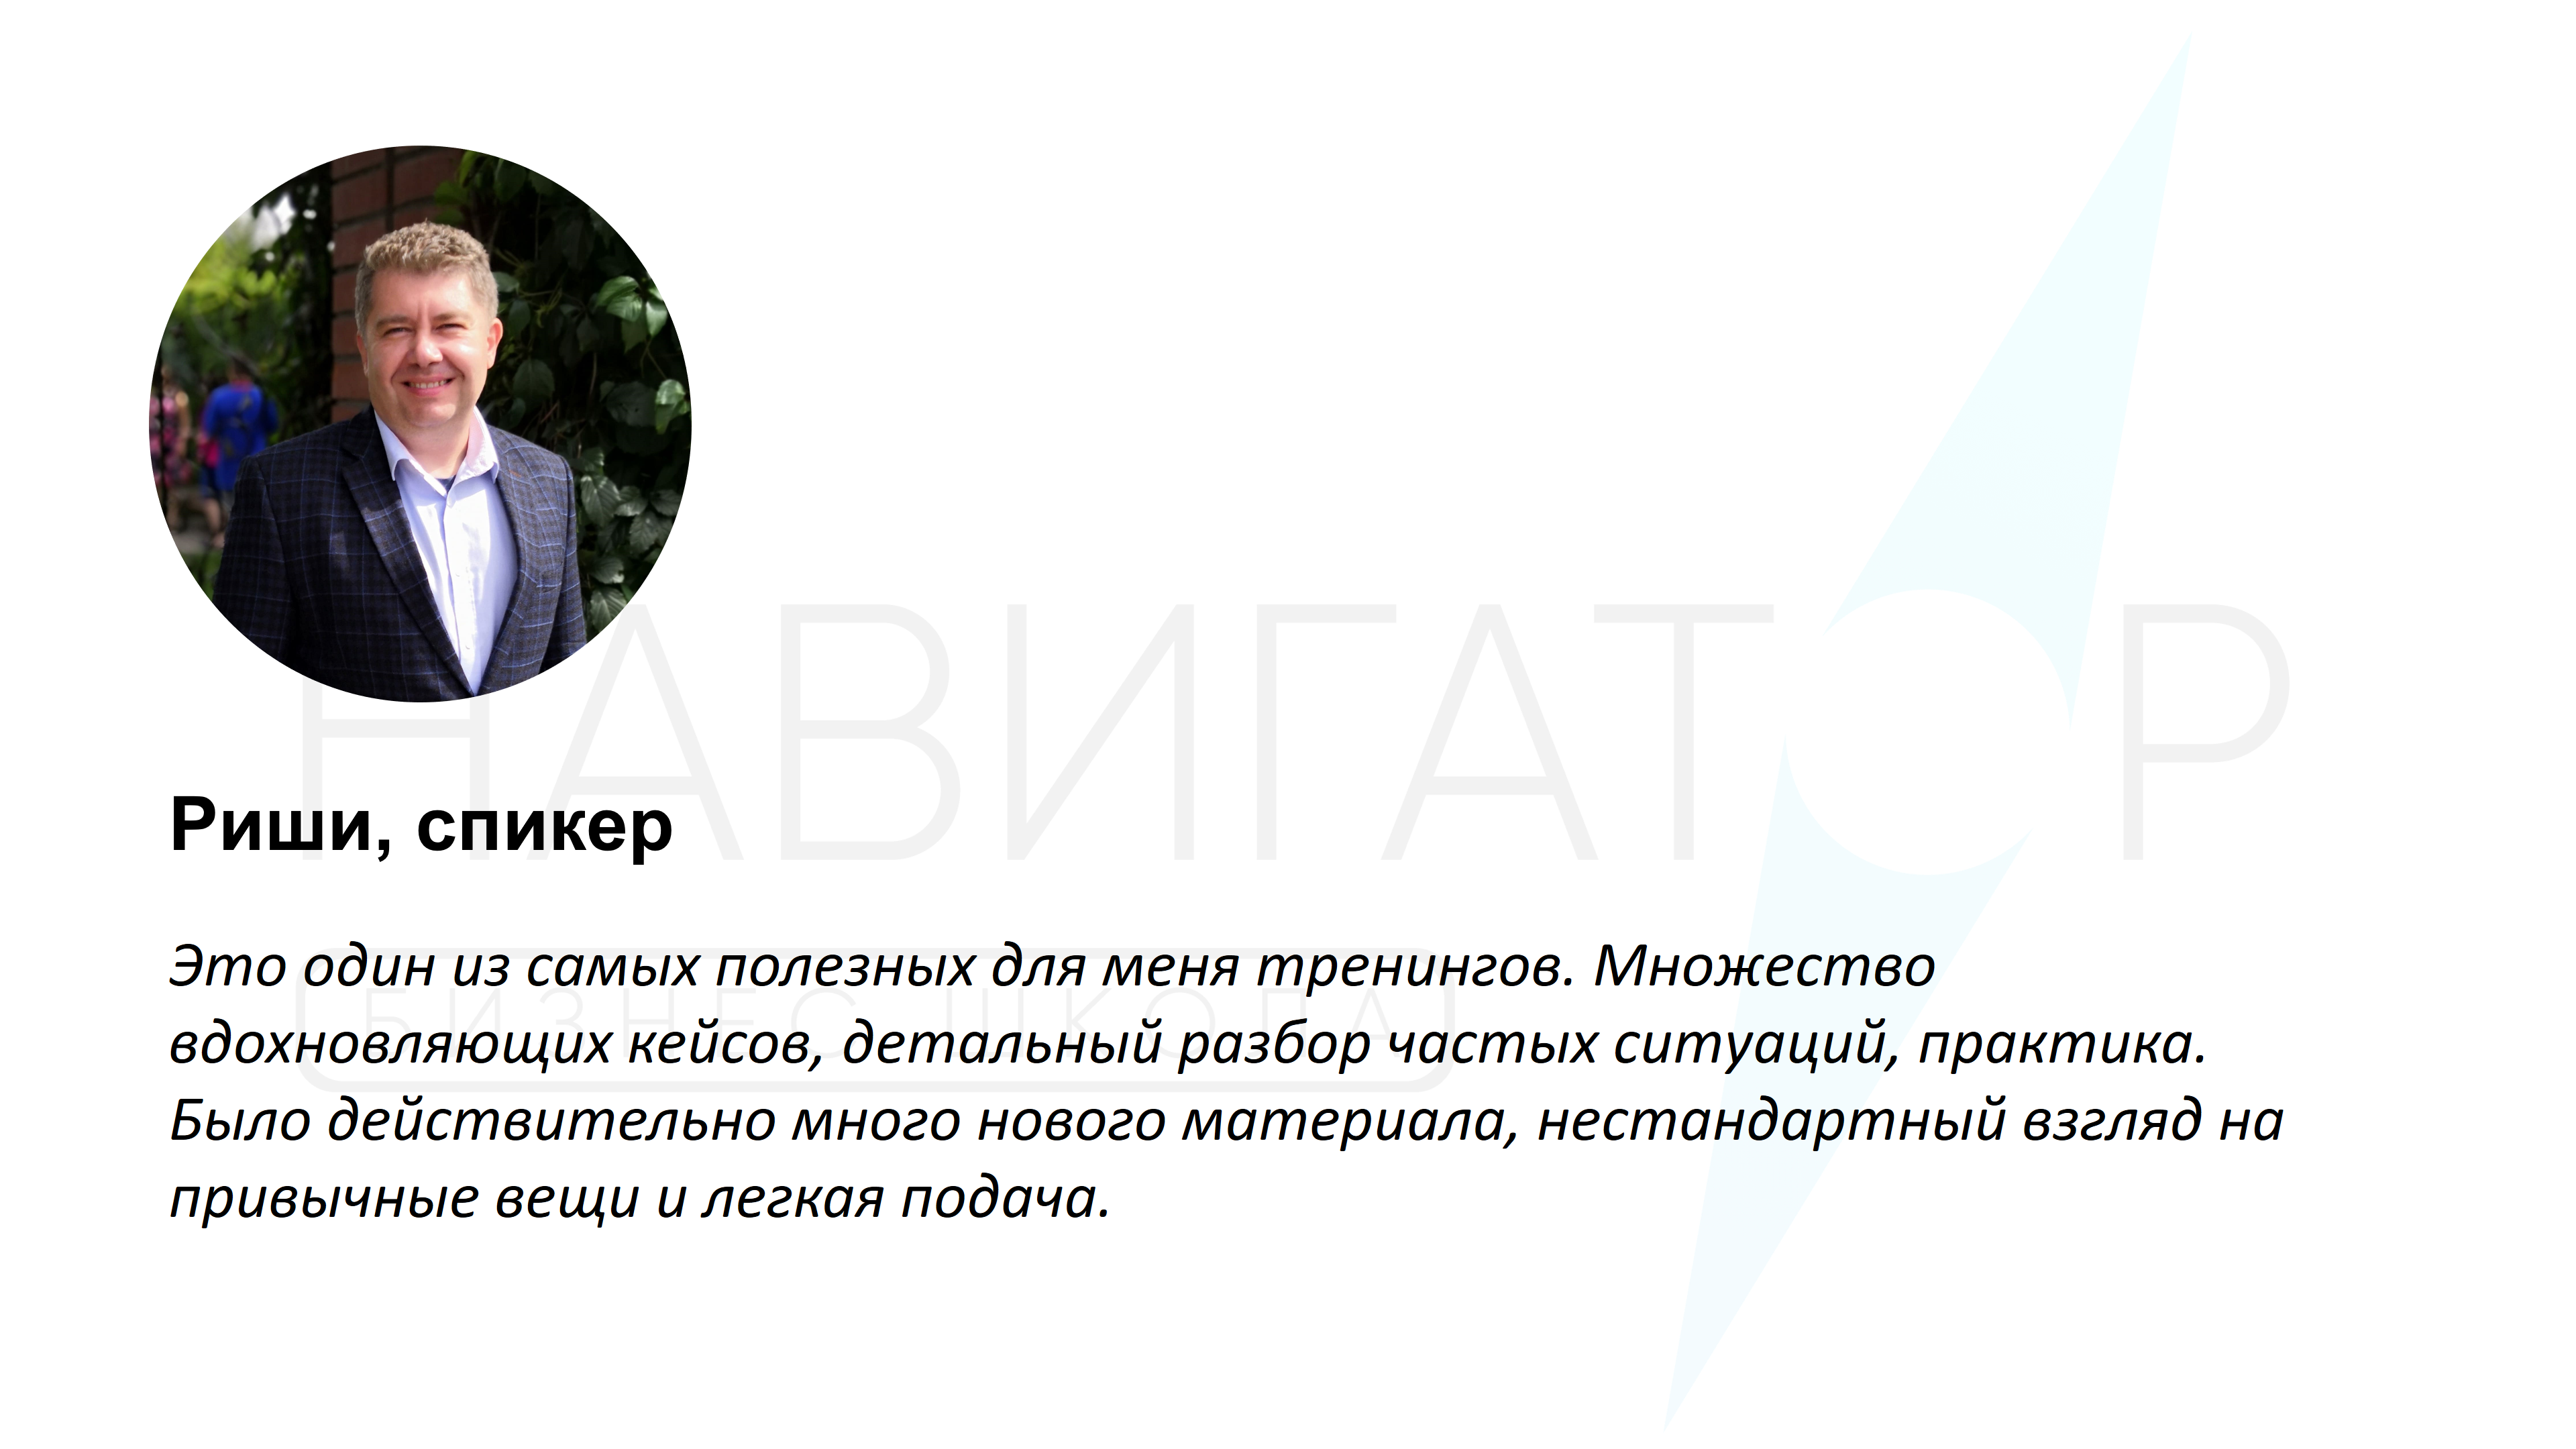 НАВИГАТОР
Риши, спикер
БИЗНЕС ШКОЛА
Это один из самых полезных для меня тренингов. Множество
вдохновляющих кейсов, детальный разбор частых ситуаций, практика.
Было действительно много нового материала, нестандартный взгляд на
привычные вещи и легкая подача.